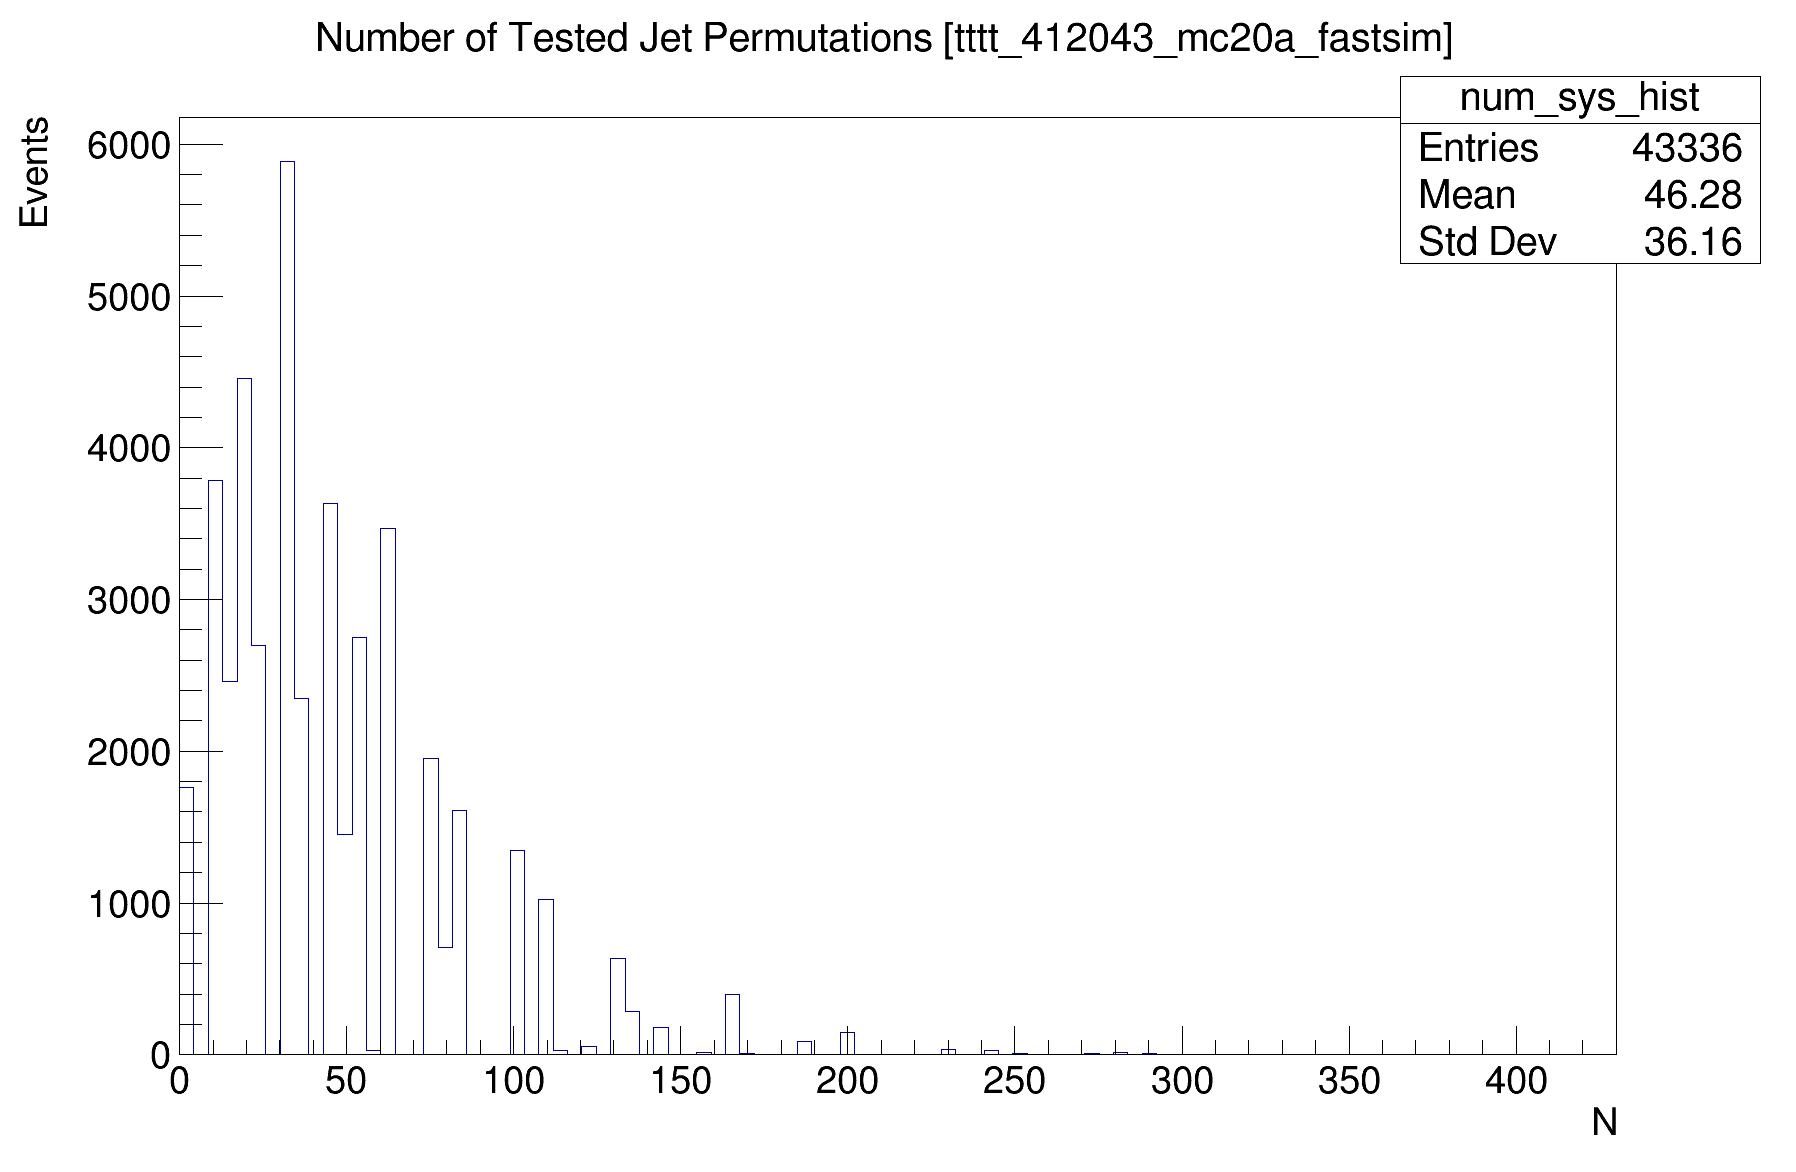 Number of Tested Jet Permutations [tttt_412043_mc20a_fastsim]
num_sys_hist
Entries 43336
Mean 46.28
Std Dev 36.16
Events
6000
5000
4000
3000
2000
1000
0
0 50 100 150 200 250 300 350 400
N